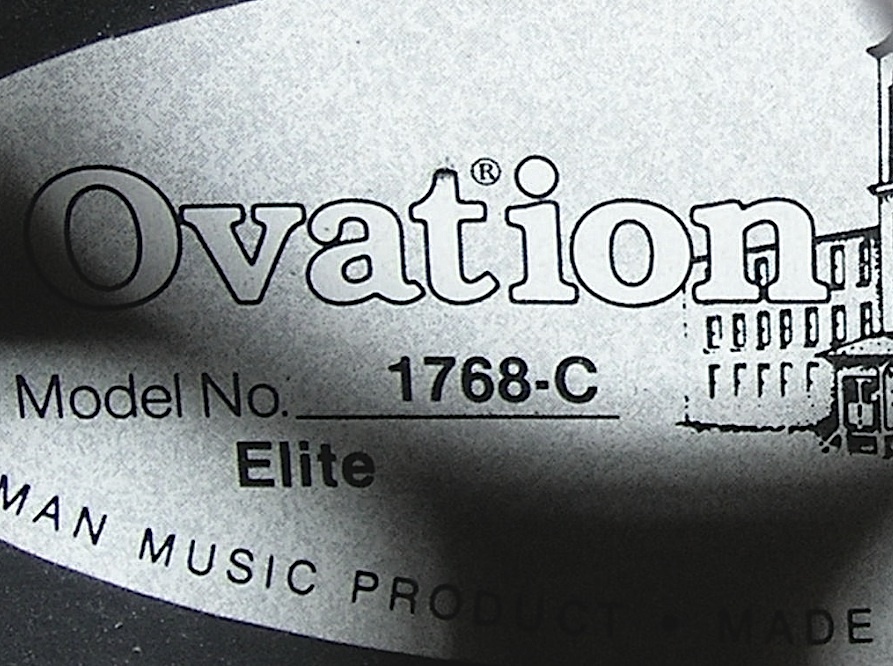 Ovation®
Model No. 1768-C
Elite
MAN MUSIC PRODUCT • MADE